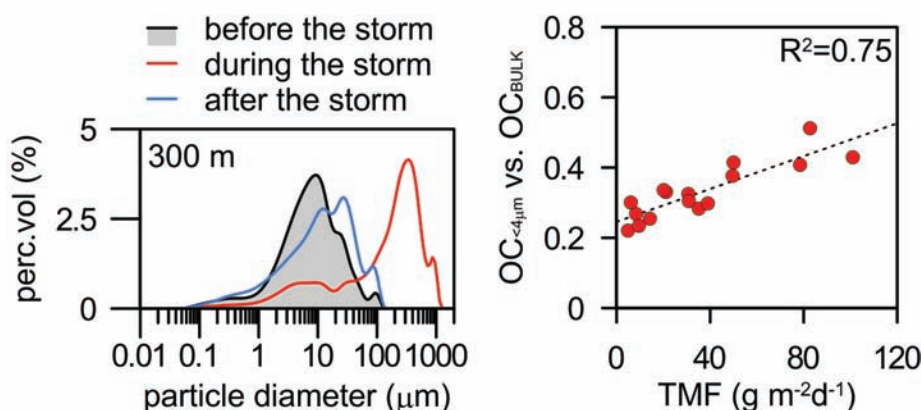 before the storm
during the storm
after the storm
5
2.5
0
perc.vol (%)
300 m
0.01 0.1 1 10 100 1000
particle diameter (µm)
0.8
0.6
0.4
0.2
0
OC<4µm vs. OCBULK
R²=0.75
0 40 80 120
TMF (g m⁻²d⁻¹)